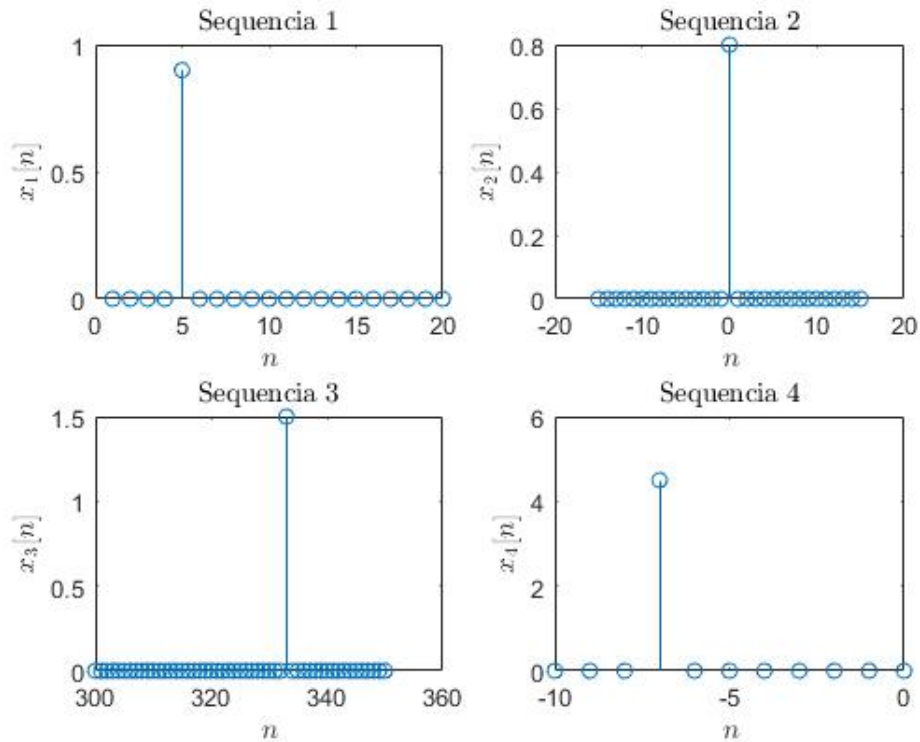 Sequencia 1
1
0.5
0
x₁[n]
0 5 10 15 20
n
Sequencia 2
0.8
0.6
0.4
0.2
0
x₂[n]
-20 -10 0 10 20
n
Sequencia 3
1.5
1
0.5
0
x₃[n]
300 320 340 360
n
Sequencia 4
6
4
2
0
x₄[n]
-10 -5 0
n